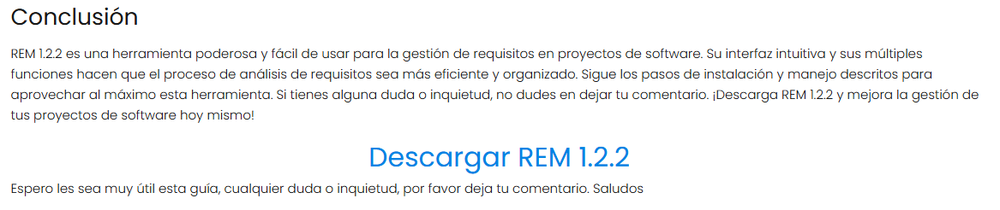 Conclusión
REM 1.2.2 es una herramienta poderosa y fácil de usar para la gestión de requisitos en proyectos de software. Su interfaz intuitiva y sus múltiples
funciones hacen que el proceso de análisis de requisitos sea más eficiente y organizado. Sigue los pasos de instalación y manejo descritos para
aprovechar al máximo esta herramienta. Si tienes alguna duda o inquietud, no dudes en dejar tu comentario. ¡Descarga REM 1.2.2 y mejora la gestión de
tus proyectos de software hoy mismo!
Descargar REM 1.2.2
Espero les sea muy útil esta guía, cualquier duda o inquietud, por favor deja tu comentario. Saludos